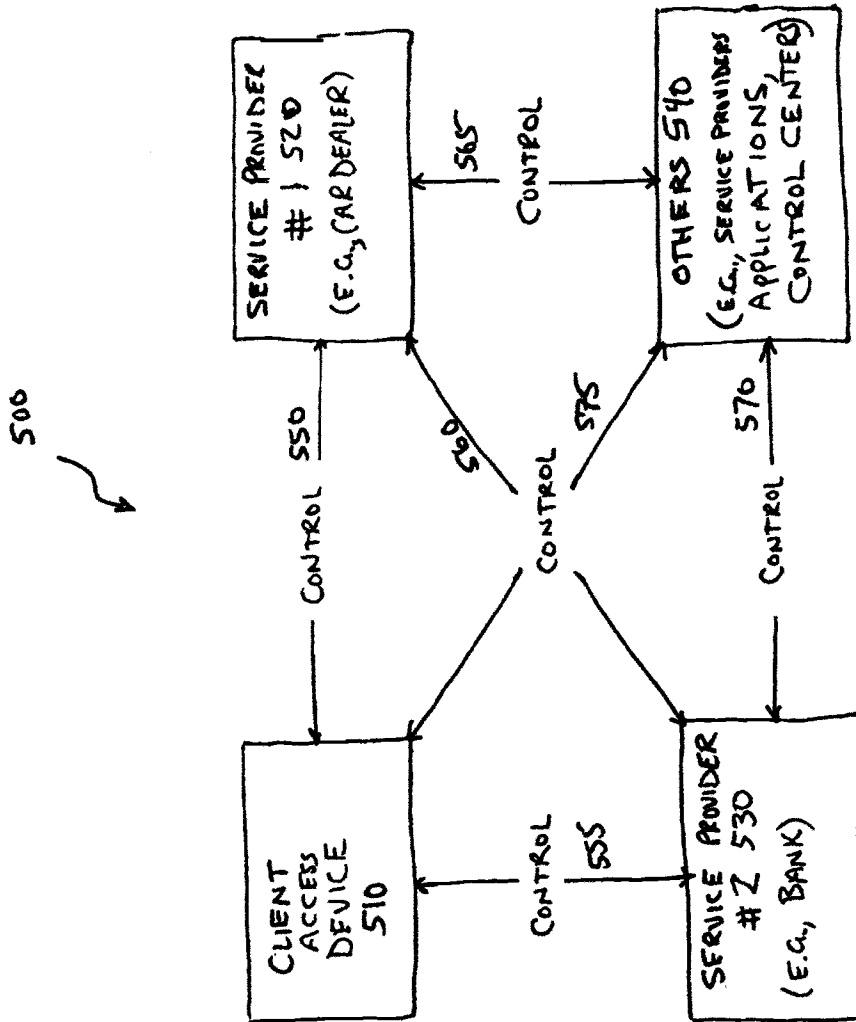 500
CLIENT
ACCESS
DEVICE
510
CONTROL 550
SERVICE PROVIDER
#1 520
(E.G., CAR DEALER)
560
CONTROL
555
CONTROL
565
CONTROL
575
SERVICE PROVIDER
#2 530
(E.G., BANK)
CONTROL
570
OTHERS 540
(E.G., SERVICE PROVIDERS
APPLICATIONS,
CONTROL CENTERS)